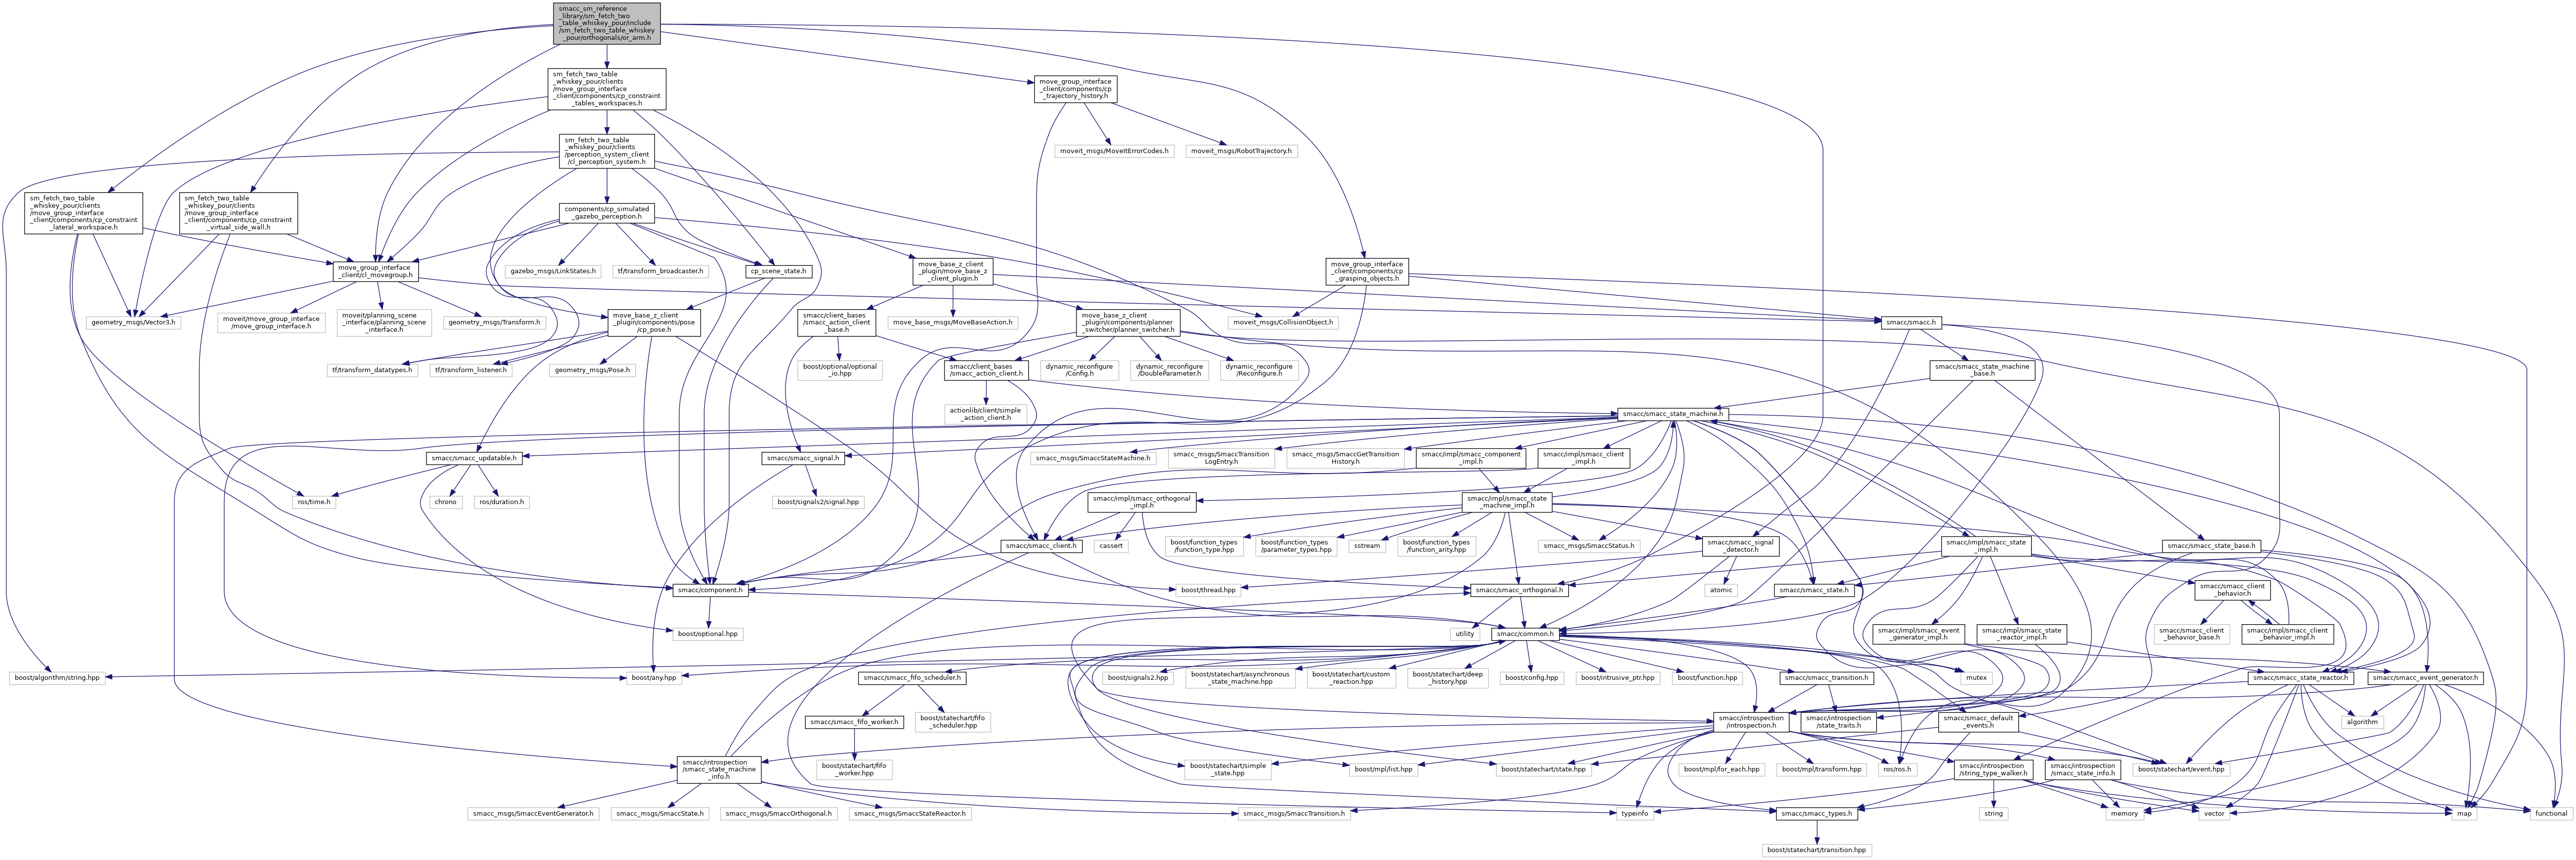 smacc_sm_reference
_library/sm_fetch_two
_table_whiskey_pour/include
/sm_fetch_two_table_whiskey
_pour/orthogonals/or_arm.h
sm_fetch_two_table
_whiskey_pour/clients
/move_group_interface
_client/components/cp_constraint
_tables_workspaces.h
move_group_interface
_client/components/cp
_trajectory_history.h
sm_fetch_two_table
_whiskey_pour/clients
/perception_system_client
/cl_perception_system.h
moveit_msgs/MoveItErrorCodes.h
moveit_msgs/RobotTrajectory.h
sm_fetch_two_table
_whiskey_pour/clients
/move_group_interface
_client/components/cp_constraint
_lateral_workspace.h
sm_fetch_two_table
_whiskey_pour/clients
/move_group_interface
_client/components/cp_constraint
_virtual_side_wall.h
components/cp_simulated
_gazebo_perception.h
move_group_interface
_client/cl_movegroup.h
gazebo_msgs/LinkStates.h
tf/transform_broadcaster.h
cp_scene_state.h
move_base_z_client
_plugin/move_base_z
_client_plugin.h
move_group_interface
_client/components/cp
_grasping_objects.h
geometry_msgs/Vector3.h
moveit/move_group_interface
/move_group_interface.h
moveit/planning_scene
_interface/planning_scene
_interface.h
geometry_msgs/Transform.h
move_base_z_client
_plugin/components/pose
/cp_pose.h
smacc/client_bases
/smacc_action_client
_base.h
move_base_msgs/MoveBaseAction.h
move_base_z_client
_plugin/components/planner
_switcher/planner_switcher.h
moveit_msgs/CollisionObject.h
smacc/smacc.h
tf/transform_datatypes.h
tf/transform_listener.h
geometry_msgs/Pose.h
boost/optional/optional
_io.hpp
smacc/client_bases
/smacc_action_client.h
dynamic_reconfigure
/Config.h
dynamic_reconfigure
/DoubleParameter.h
dynamic_reconfigure
/Reconfigure.h
smacc/smacc_state_machine
_base.h
actionlib/client/simple
_action_client.h
smacc/smacc_state_machine.h
smacc/smacc_updatable.h
smacc/smacc_signal.h
smacc_msgs/SmaccStateMachine.h
smacc_msgs/SmaccTransition
LogEntry.h
smacc_msgs/SmaccGetTransition
History.h
smacc/impl/smacc_component
_impl.h
smacc/impl/smacc_client
_impl.h
ros/time.h
chrono
ros/duration.h
boost/signals2/signal.hpp
smacc/impl/smacc_orthogonal
_impl.h
smacc/impl/smacc_state
_machine_impl.h
smacc/smacc_client.h
cassert
boost/function_types
/function_type.hpp
boost/function_types
/parameter_types.hpp
sstream
boost/function_types
/function_arity.hpp
smacc_msgs/SmaccStatus.h
smacc/smacc_signal
_detector.h
smacc/impl/smacc_state
_impl.h
smacc/smacc_state_base.h
smacc/component.h
boost/thread.hpp
smacc/smacc_orthogonal.h
atomic
smacc/smacc_state.h
smacc/smacc_client
_behavior.h
boost/optional.hpp
utility
smacc/common.h
smacc/impl/smacc_event
_generator_impl.h
smacc/impl/smacc_state
_reactor_impl.h
smacc/smacc_client
_behavior_base.h
smacc/impl/smacc_client
_behavior_impl.h
boost/algorithm/string.hpp
boost/any.hpp
smacc/smacc_fifo_scheduler.h
boost/signals2.hpp
boost/statechart/asynchronous
_state_machine.hpp
boost/statechart/custom
_reaction.hpp
boost/statechart/deep
_history.hpp
boost/config.hpp
boost/intrusive_ptr.hpp
boost/function.hpp
smacc/smacc_transition.h
mutex
smacc/smacc_state_reactor.h
smacc/smacc_event_generator.h
smacc/smacc_fifo_worker.h
boost/statechart/fifo
_scheduler.hpp
smacc/introspection
/introspection.h
smacc/introspection
/state_traits.h
smacc/smacc_default
_events.h
algorithm
smacc/introspection
/smacc_state_machine
_info.h
boost/statechart/fifo
_worker.hpp
boost/statechart/simple
_state.hpp
boost/mpl/list.hpp
boost/statechart/state.hpp
boost/mpl/for_each.hpp
boost/mpl/transform.hpp
ros/ros.h
smacc/introspection
/string_type_walker.h
smacc/introspection
/smacc_state_info.h
boost/statechart/event.hpp
smacc_msgs/SmaccEventGenerator.h
smacc_msgs/SmaccState.h
smacc_msgs/SmaccOrthogonal.h
smacc_msgs/SmaccStateReactor.h
smacc_msgs/SmaccTransition.h
typeinfo
smacc/smacc_types.h
string
memory
vector
map
functional
boost/statechart/transition.hpp